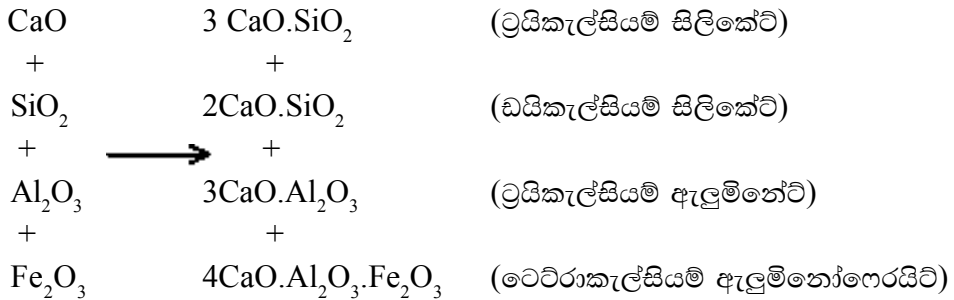 CaO 3 CaO.SiO₂ (ට්‍රයිකැල්සියම් සිලිකේට්)
+ +
SiO₂ 2CaO.SiO₂ (ඩයිකැල්සියම් සිලිකේට්)
+ ⟶ +
Al₂O₃ 3CaO.Al₂O₃ (ට්‍රයිකැල්සියම් ඇලුමිනේට්)
+ +
Fe₂O₃ 4CaO.Al₂O₃.Fe₂O₃ (ටෙට්රාකැල්සියම් ඇලුමිනෝෆෙරයිට්)